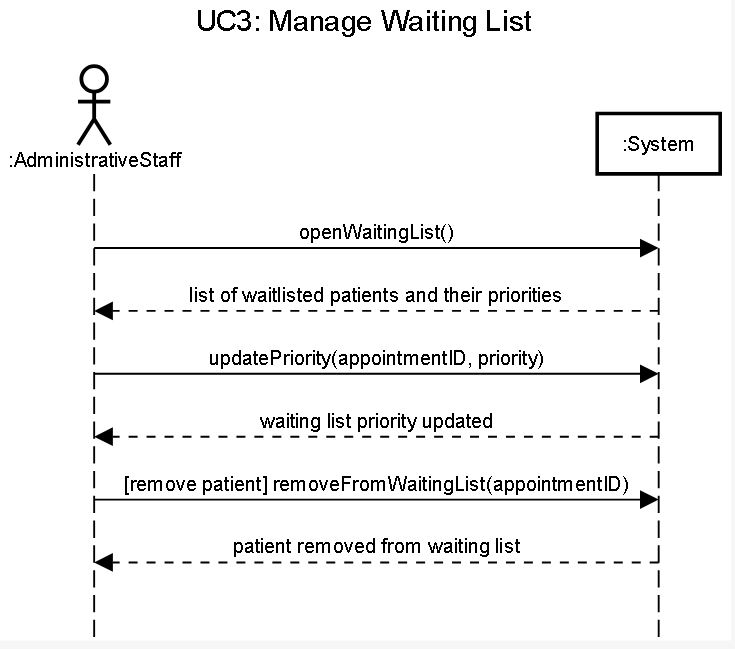 UC3: Manage Waiting List
:AdministrativeStaff
:System
openWaitingList()
list of waitlisted patients and their priorities
updatePriority(appointmentID, priority)
waiting list priority updated
[remove patient] removeFromWaitingList(appointmentID)
patient removed from waiting list